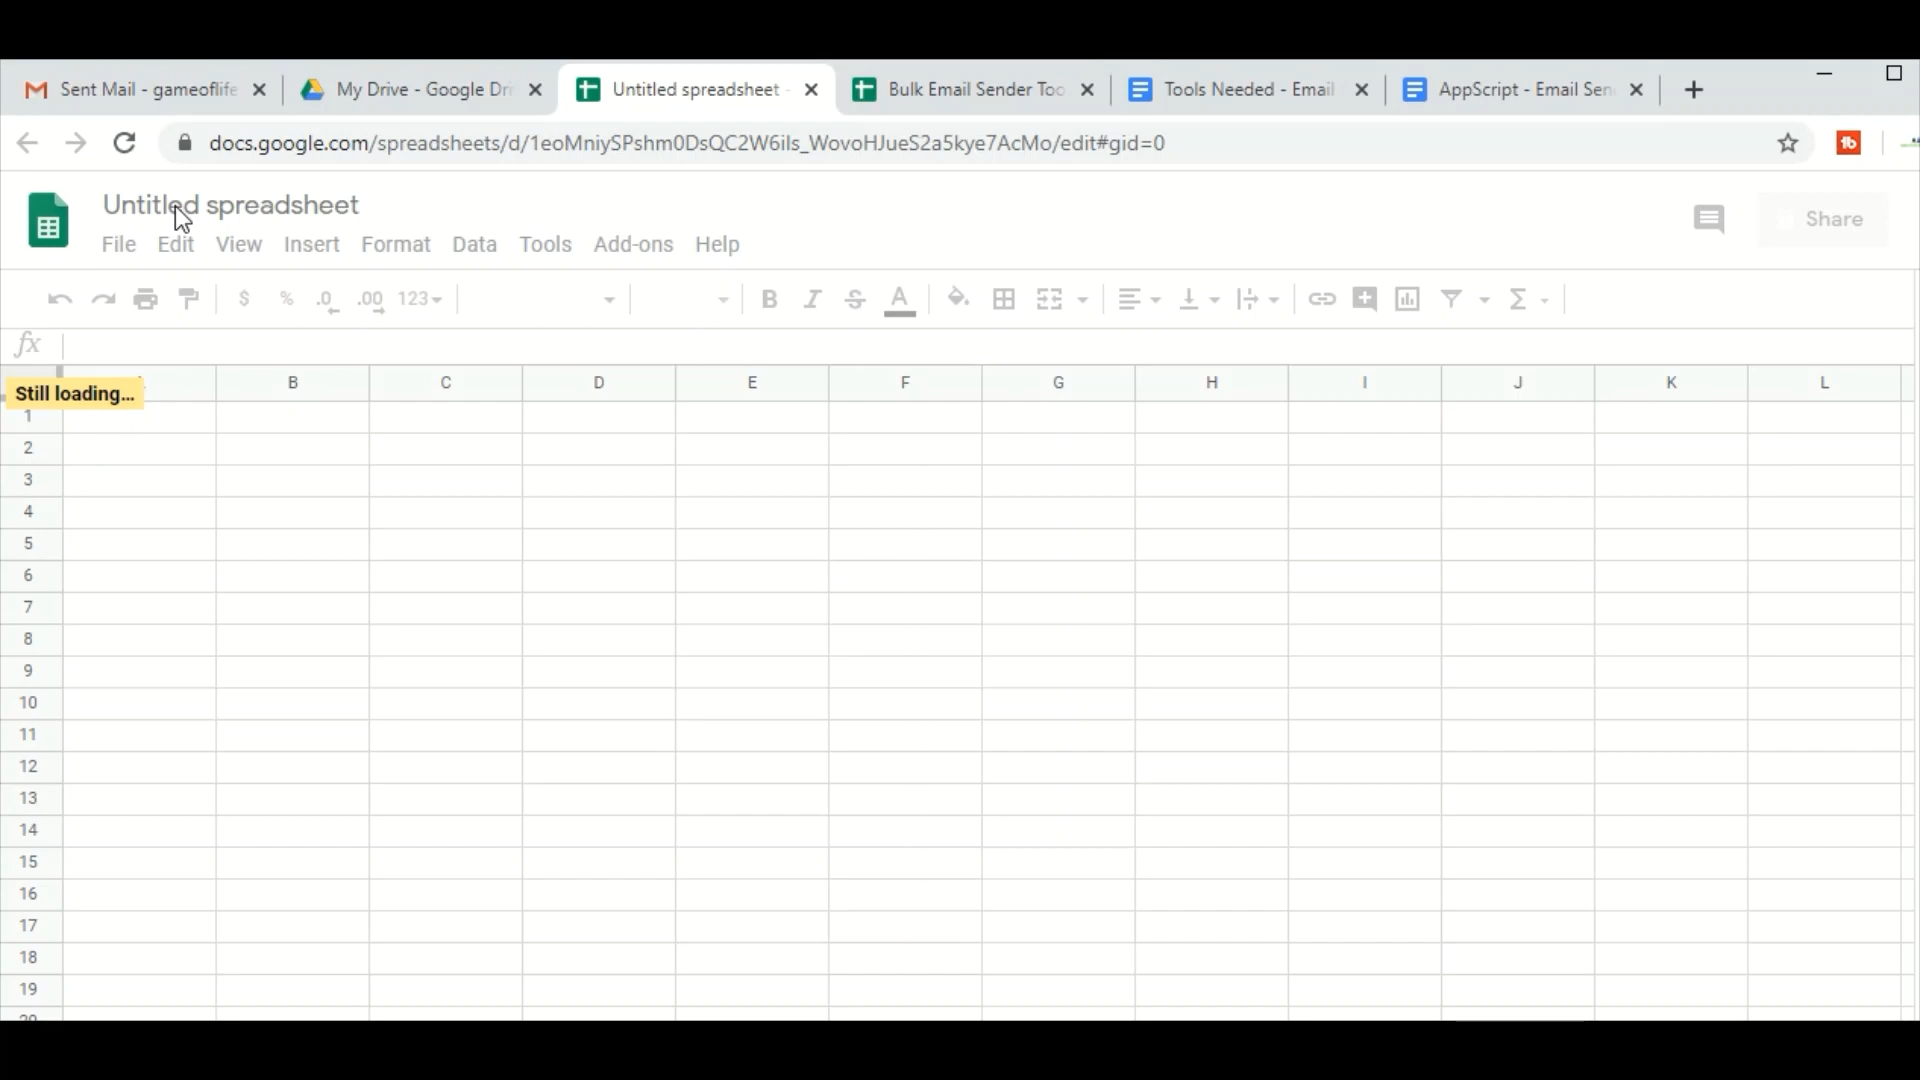 Sent Mail - gameoflife
My Drive - Google Dri
Untitled spreadsheet -
Bulk Email Sender Too
Tools Needed - Email
AppScript - Email Sen
docs.google.com/spreadsheets/d/1eoMniySPshm0DsQC2W6ils_WovoHJueS2a5kye7AcMo/edit#gid=0
Untitled spreadsheet
File Edit View Insert Format Data Tools Add-ons Help
Share
$ % .0 .00 123
fx
Still loading...
B C D E F G H I J K L
1
2
3
4
5
6
7
8
9
10
11
12
13
14
15
16
17
18
19